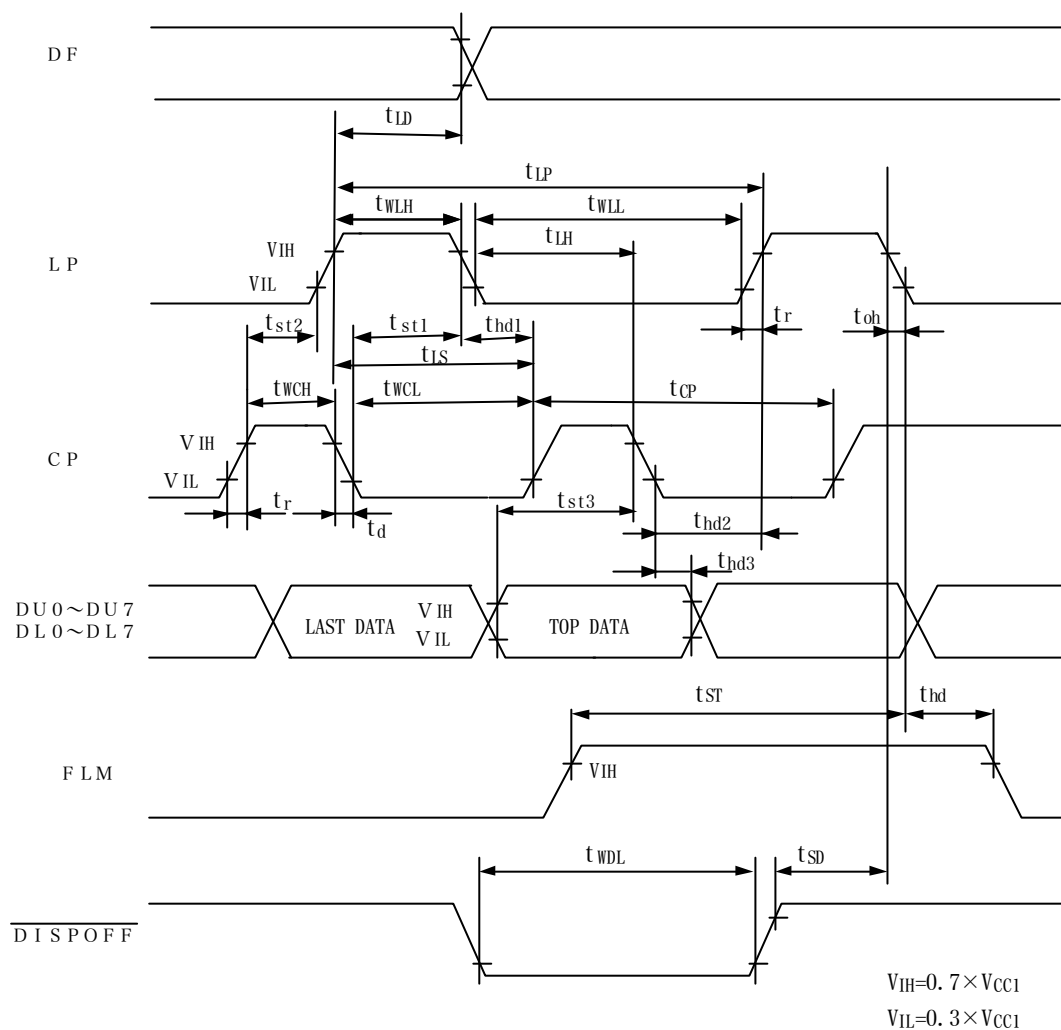 DF
tLD
tLP
tWLH
tWLL
tLH
LP
VIH
VIL
tst2
tst1
thd1
tr
toh
tLS
tWCH
tWCL
tCP
CP
VIH
VIL
tr
td
tst3
thd2
thd3
DU0～DU7
DL0～DL7
LAST DATA
VIH
VIL
TOP DATA
tST
thd
FLM
VIH
tWDL
tSD
DISPOFF
VIH=0.7×VCC1
VIL=0.3×VCC1